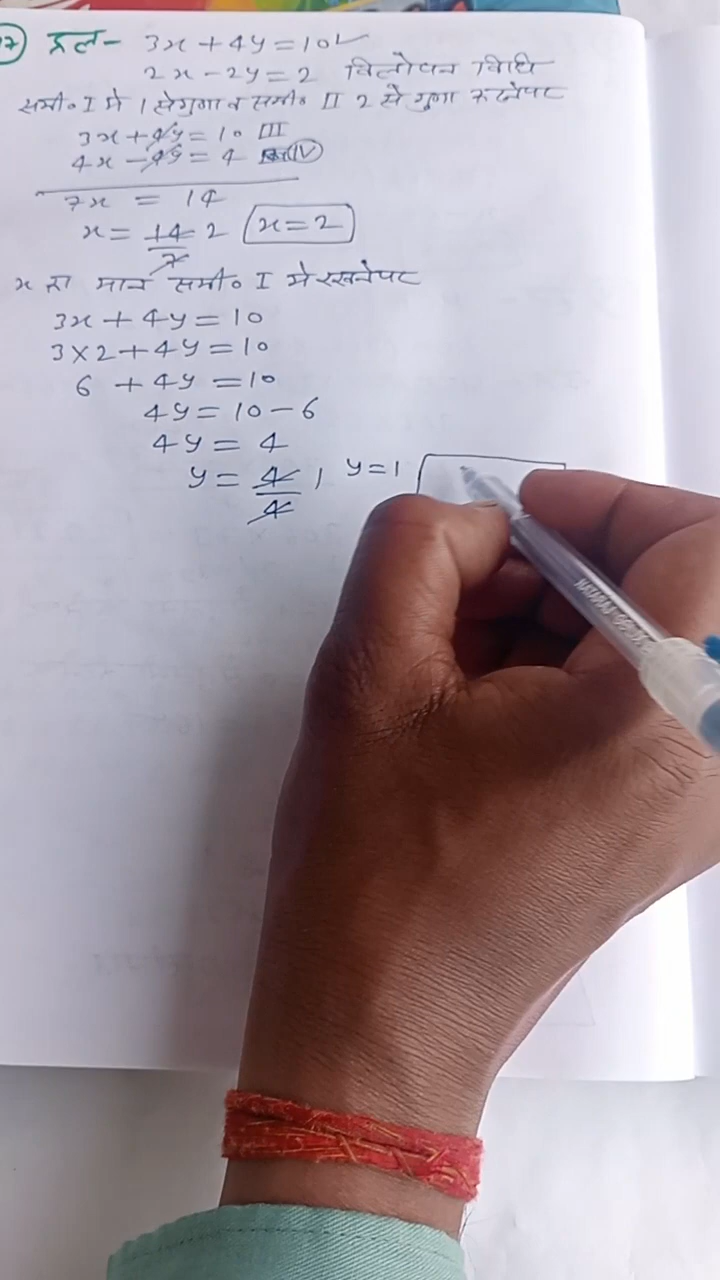 7) हल- 3x + 4y = 10 ✓
2x - 2y = 2 विलोपन विधि
समी० I मे 1 से गुणा व समी० II 2 से गुणा करनेपर
3x + 4y = 10 III
4x - 4y = 4 IV
7x = 14
x = 14/7 2 x = 2
x का मान समी० I मे रखनेपर
3x + 4y = 10
3 × 2 + 4y = 10
6 + 4y = 10
4y = 10 - 6
4y = 4
y = 4/4 1 y = 1
NATARAJ